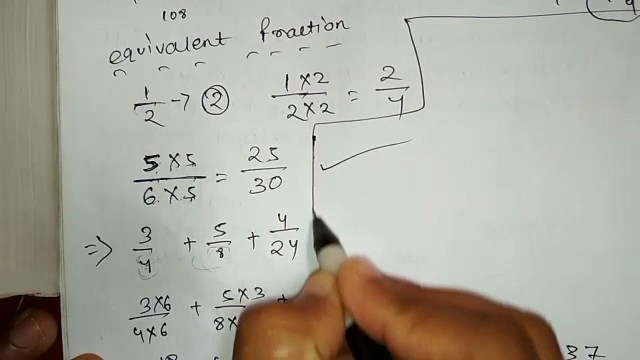 108
equivalent fraction
1/2 → ② 1×2/2×2 = 2/4
5×5/6×5 = 25/30
⇒ 3/4 + 5/8 + 4/24
3×6/4×6 + 5×3/8×
37